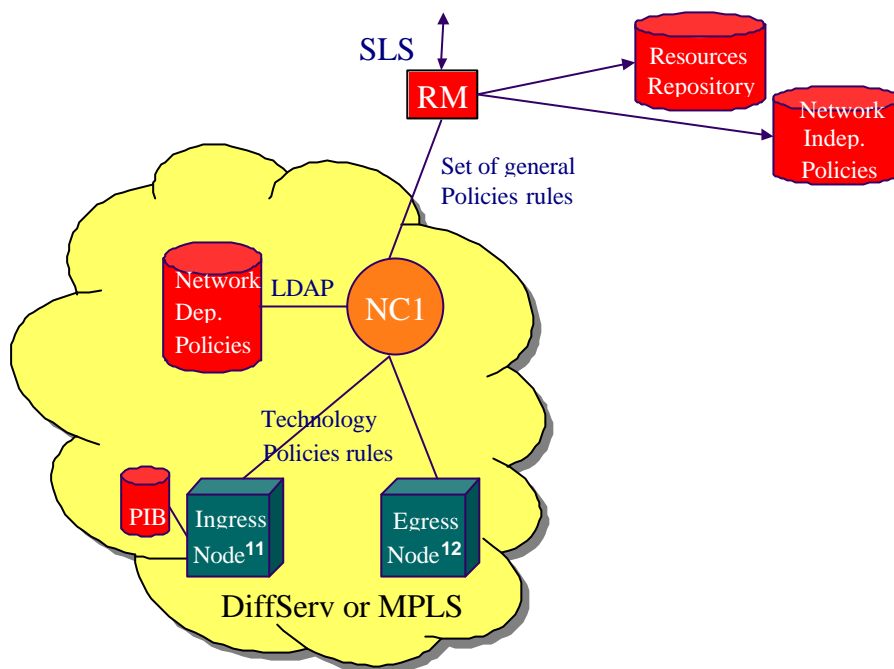 SLS
RM
Resources
Repository
Network
Indep.
Policies
Set of general
Policies rules
Network
Dep.
Policies
LDAP
NC1
Technology
Policies rules
PIB
Ingress
Node11
Egress
Node12
DiffServ or MPLS